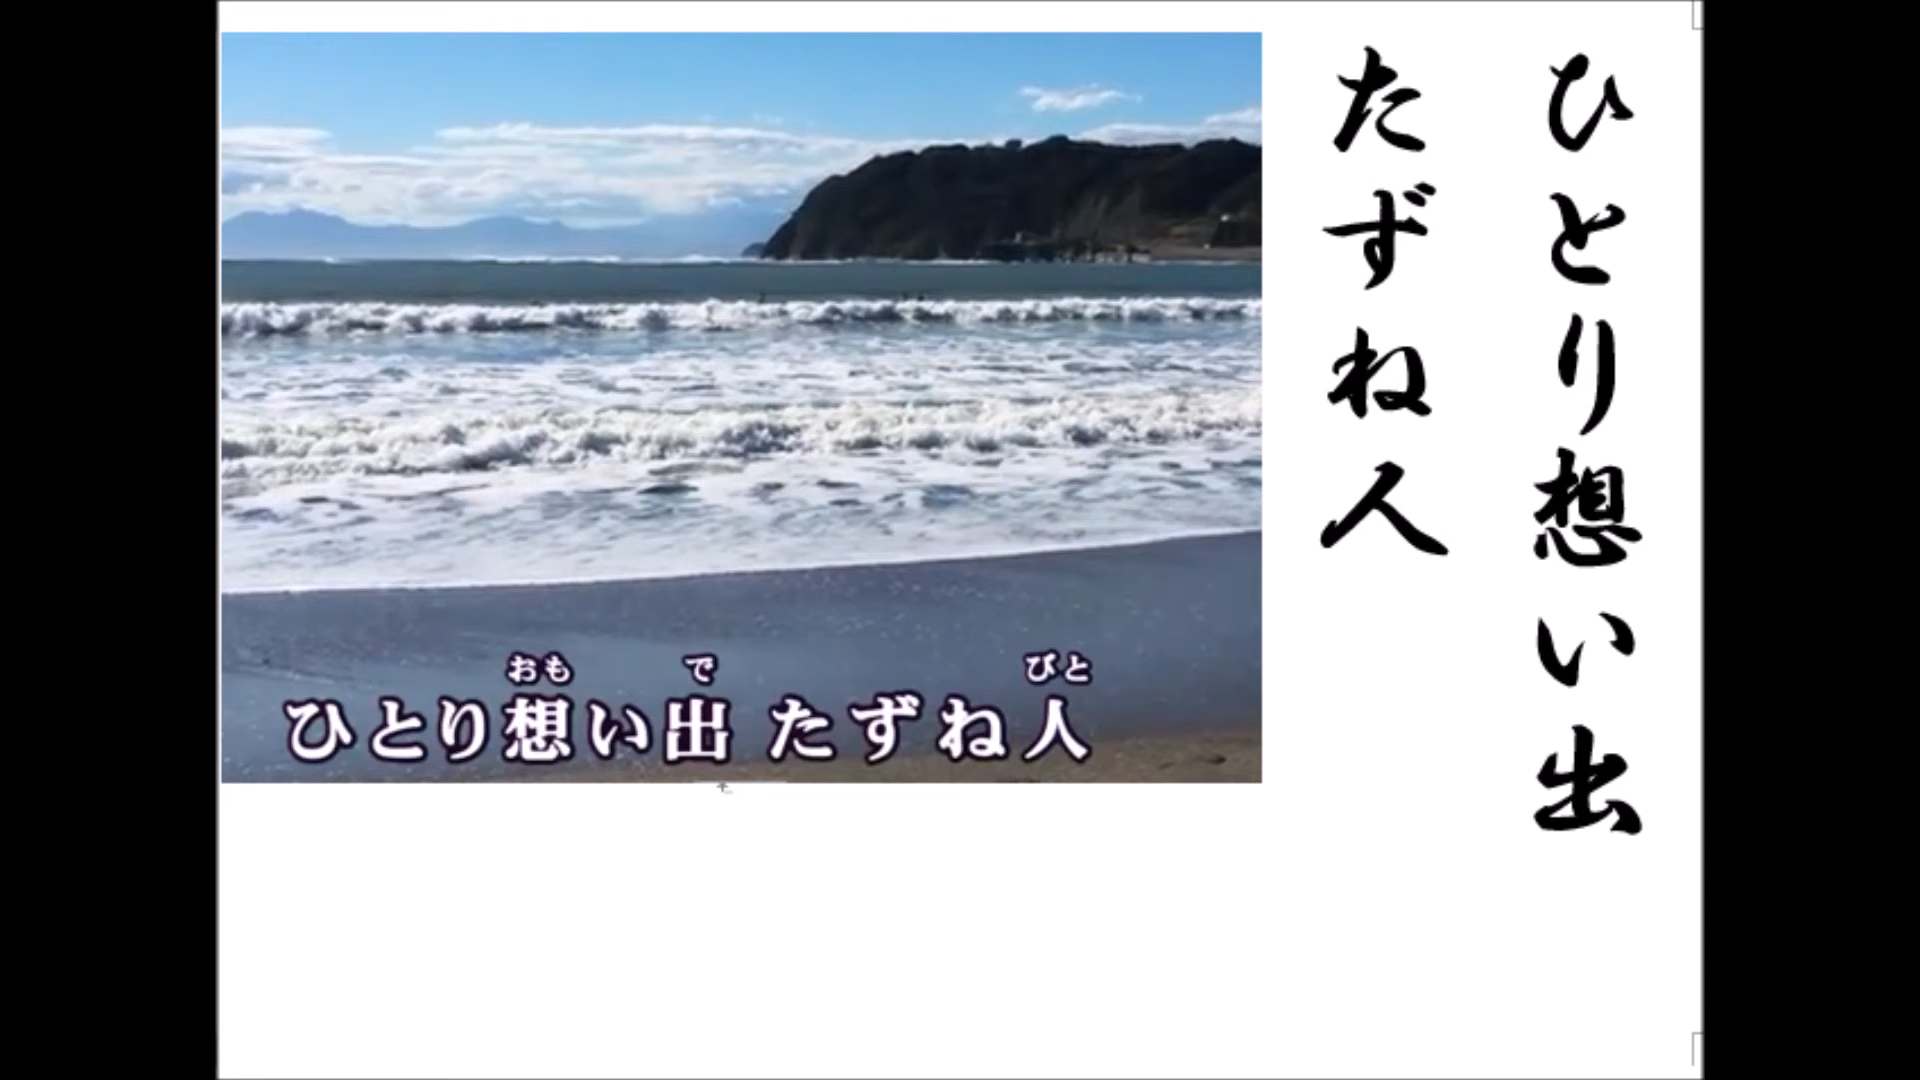 ひとり想い出
たずね人
おも で びと
ひとり想い出 たずね人